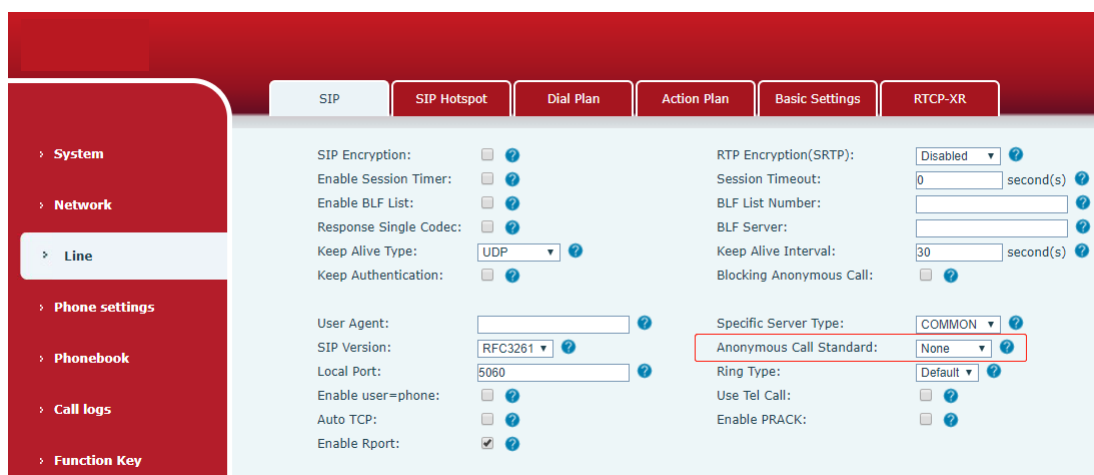 SIP
SIP Hotspot
Dial Plan
Action Plan
Basic Settings
RTCP-XR
› System
› Network
› Line
› Phone settings
› Phonebook
› Call logs
› Function Key
SIP Encryption: ? RTP Encryption(SRTP): Disabled ?
Enable Session Timer: ? Session Timeout: 0 second(s) ?
Enable BLF List: ? BLF List Number: ?
Response Single Codec: ? BLF Server: ?
Keep Alive Type: UDP ? Keep Alive Interval: 30 second(s) ?
Keep Authentication: ? Blocking Anonymous Call: ?
User Agent: ? Specific Server Type: COMMON ?
SIP Version: RFC3261 ? Anonymous Call Standard: None ?
Local Port: 5060 ? Ring Type: Default ?
Enable user=phone: ? Use Tel Call: ?
Auto TCP: ? Enable PRACK: ?
Enable Rport: ?